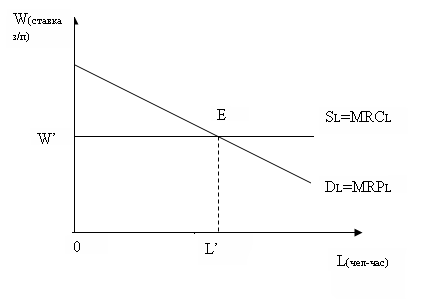 W(ставка
з/п)
E
SL=MRCL
W’
DL=MRPL
0
L’
L(чел-час)